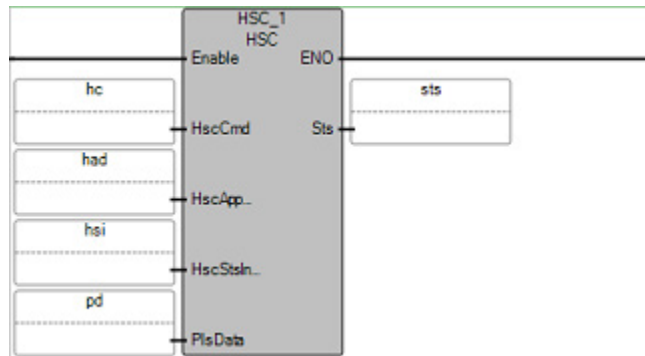 HSC_1
HSC
Enable ENO
hc sts
HscCmd Sts
had
HscApp...
hsi
HscStsIn...
pd
PlsData